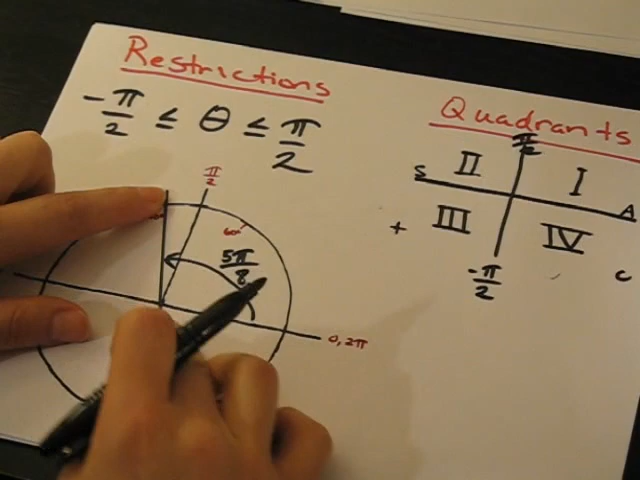 Restrictions
-π/2 ≤ θ ≤ π/2
π/2
5π/8
0, 2π
Quadrants
π/2
S II I A
+ III IV C
-π/2